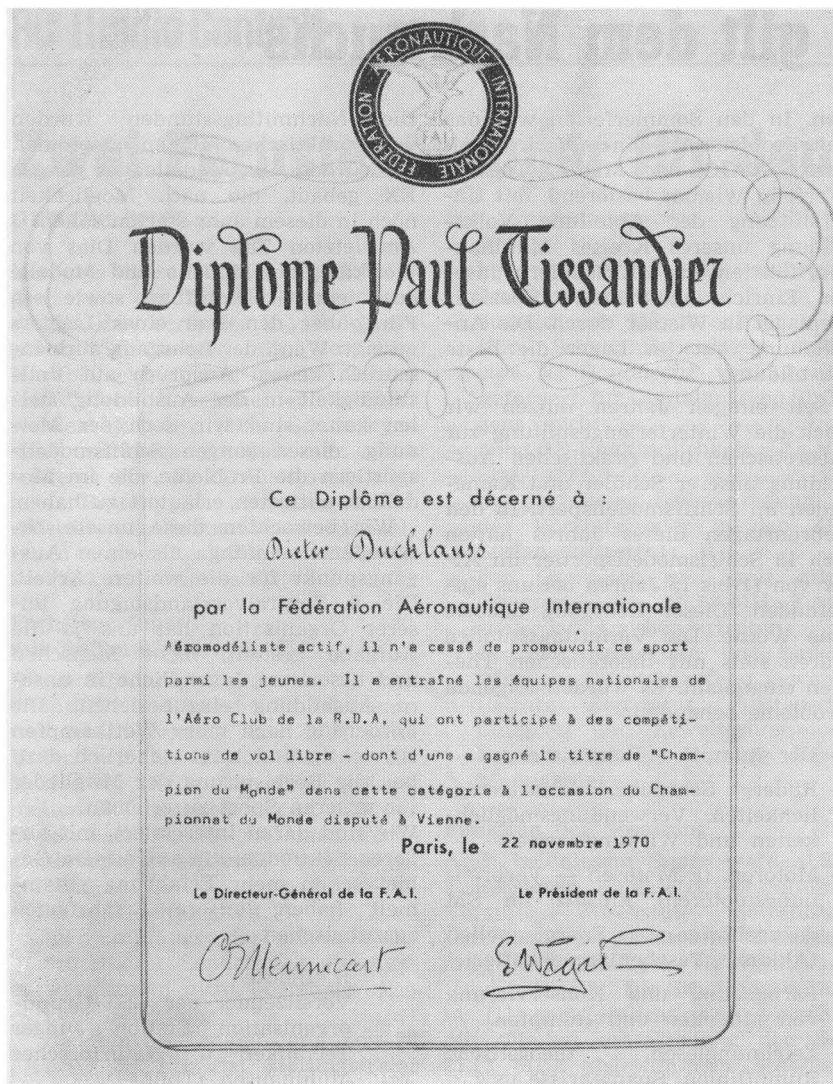 FÉDÉRATION AÉRONAUTIQUE INTERNATIONALE
(FAI)
Diplôme Paul Tissandier
Ce Diplôme est décerné à :
Dieter Ducklauss
par la Fédération Aéronautique Internationale
Aéromodéliste actif, il n'a cessé de promouvoir ce sport
parmi les jeunes. Il a entraîné les équipes nationales de
l'Aéro Club de la R.D.A. qui ont participé à des compéti-
tions de vol libre - dont d'une a gagné le titre de "Cham-
pion du Monde" dans cette catégorie à l'occasion du Cham-
pionnat du Monde disputé à Vienne.
Paris, le 22 novembre 1970
Le Directeur-Général de la F.A.I. Le Président de la F.A.I.